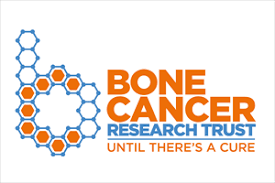 BONE
CANCER
RESEARCH TRUST
UNTIL THERE'S A CURE